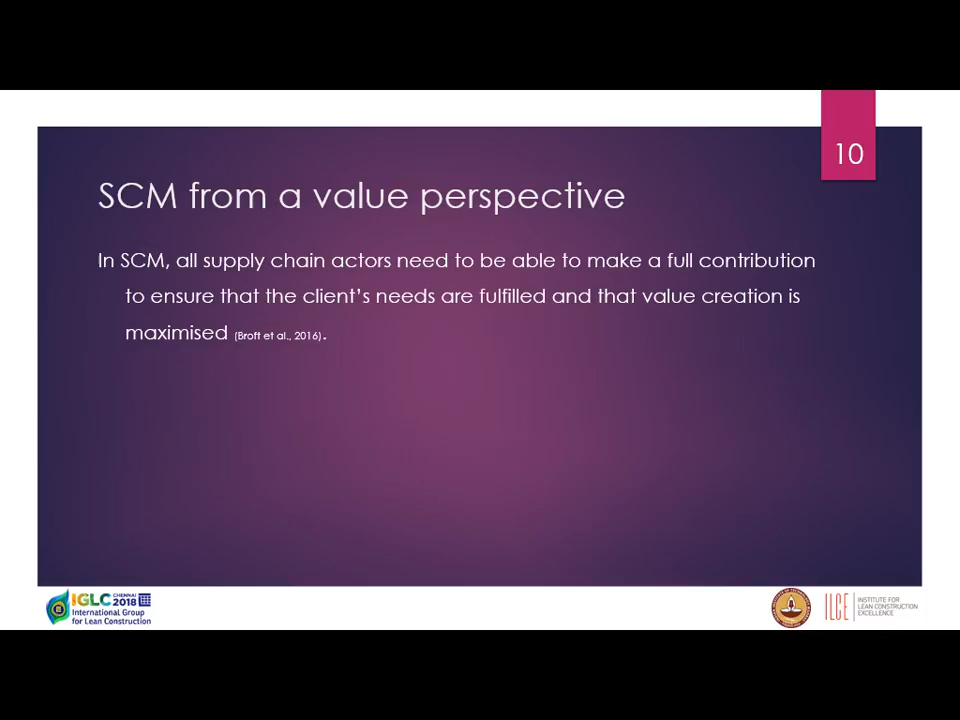 10
SCM from a value perspective
In SCM, all supply chain actors need to be able to make a full contribution
to ensure that the client's needs are fulfilled and that value creation is
maximised (Broft et al., 2016).
IGLC CHENNAI 2018
International Group
for Lean Construction
ILCE
INSTITUTE FOR
LEAN CONSTRUCTION
EXCELLENCE